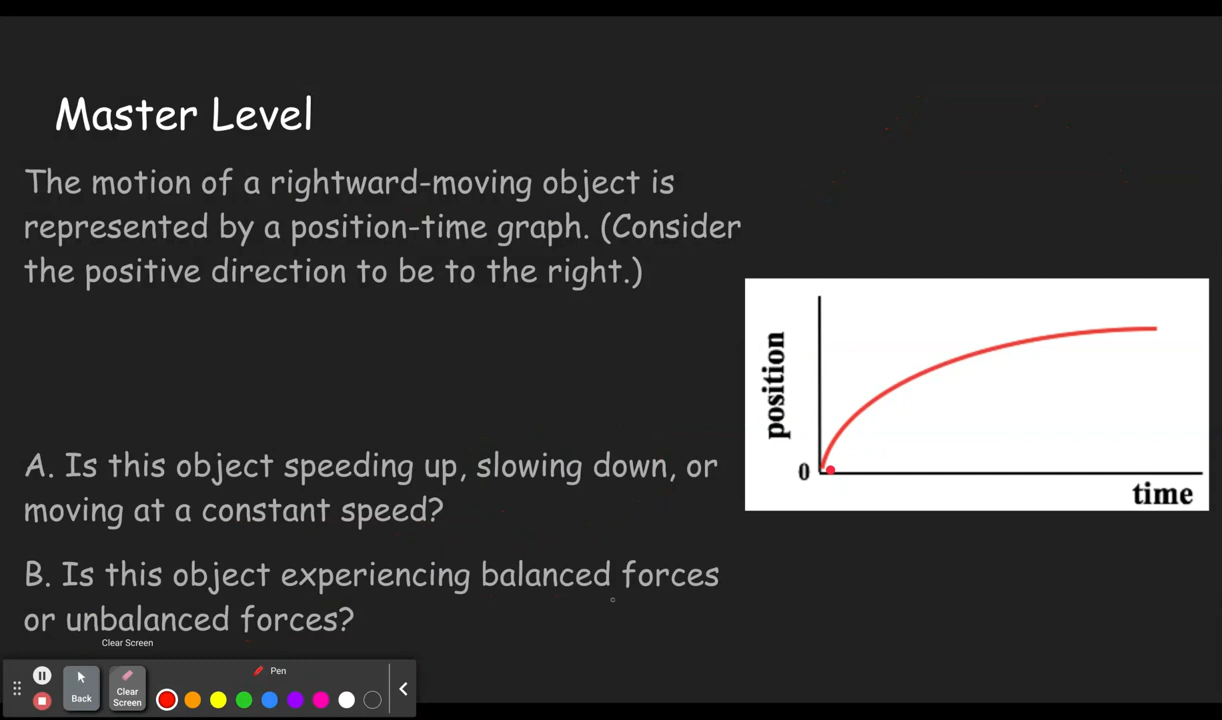 Master Level
The motion of a rightward-moving object is
represented by a position-time graph. (Consider
the positive direction to be to the right.)
position
0
time
A. Is this object speeding up, slowing down, or
moving at a constant speed?
B. Is this object experiencing balanced forces
or unbalanced forces?
Clear Screen
Pen
Back
Clear
Screen